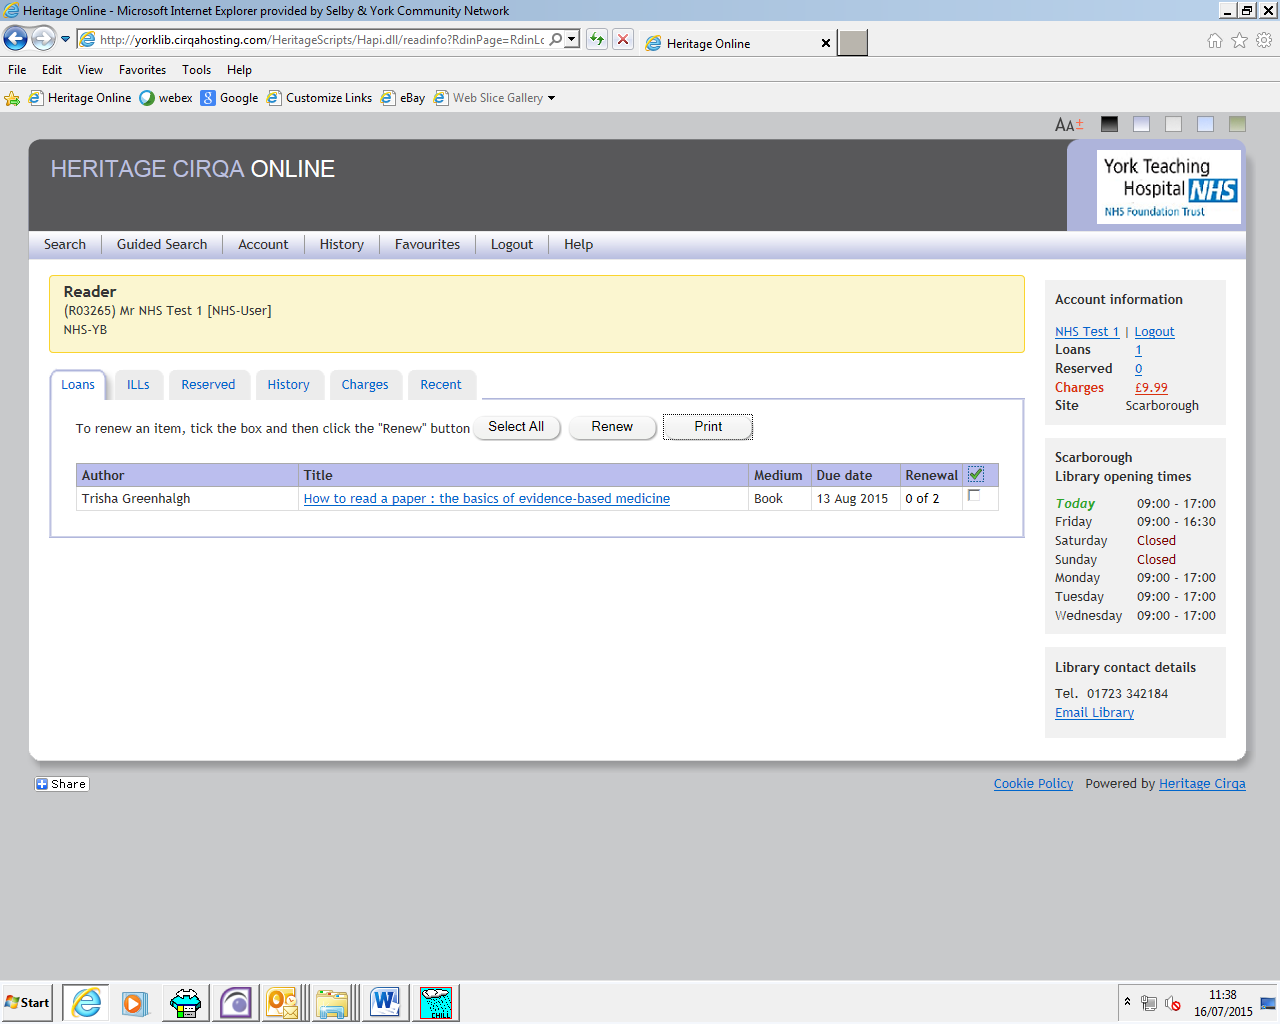 Heritage Online - Microsoft Internet Explorer provided by Selby & York Community Network
http://yorklib.cirqahosting.com/HeritageScripts/Hapi.dll/readinfo?RdinPage=RdinLo
Heritage Online
File Edit View Favorites Tools Help
Heritage Online webex Google Customize Links eBay Web Slice Gallery
AA±
HERITAGE CIRQA ONLINE
York Teaching
Hospital NHS
NHS Foundation Trust
Search Guided Search Account History Favourites Logout Help
Reader
(R03265) Mr NHS Test 1 [NHS-User]
NHS-YB
Loans ILLs Reserved History Charges Recent
To renew an item, tick the box and then click the "Renew" button Select All Renew Print
Author Title Medium Due date Renewal
Trisha Greenhalgh How to read a paper : the basics of evidence-based medicine Book 13 Aug 2015 0 of 2
Account information
NHS Test 1 | Logout
Loans 1
Reserved 0
Charges £9.99
Site Scarborough
Scarborough
Library opening times
Today 09:00 - 17:00
Friday 09:00 - 16:30
Saturday Closed
Sunday Closed
Monday 09:00 - 17:00
Tuesday 09:00 - 17:00
Wednesday 09:00 - 17:00
Library contact details
Tel. 01723 342184
Email Library
Share
Cookie Policy Powered by Heritage Cirqa
Start
CHILL
11:38
16/07/2015